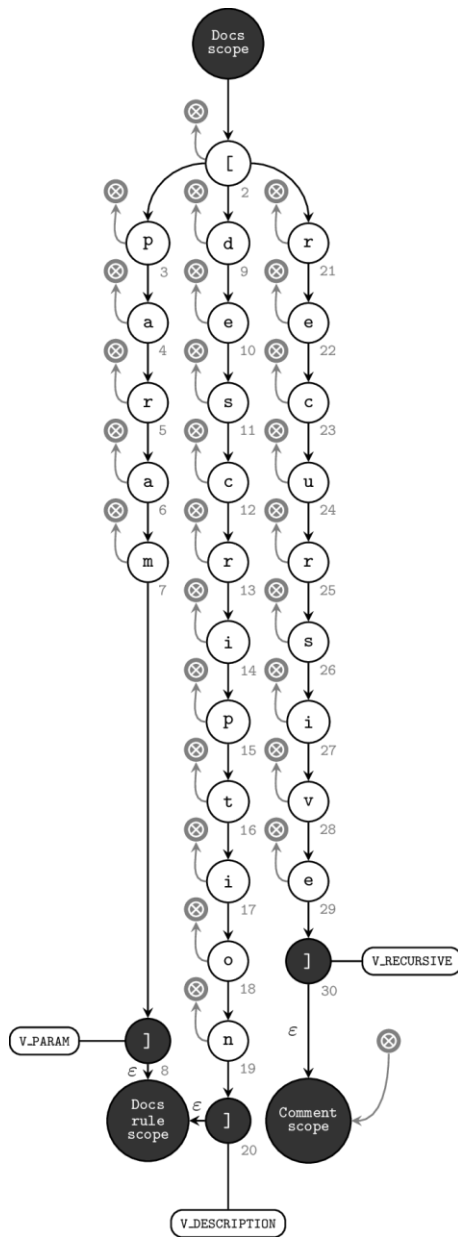 Docs
scope
[
2
p
d
r
3
9
21
a
e
e
4
10
22
r
s
c
5
11
23
a
c
u
6
12
24
m
r
r
7
13
25
i
s
14
26
p
i
15
27
t
v
16
28
i
e
17
29
o
]
V_RECURSIVE
18
30
n
V_PARAM
]
ε
19
ε
8
Docs
rule
scope
ε
]
Comment
scope
20
V_DESCRIPTION